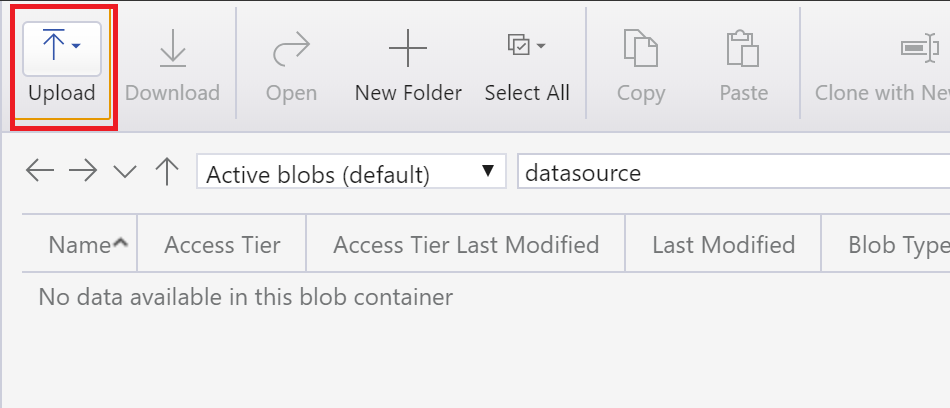 Upload Download Open New Folder Select All Copy Paste Clone with
Active blobs (default) datasource
Name Access Tier Access Tier Last Modified Last Modified Blob Type
No data available in this blob container